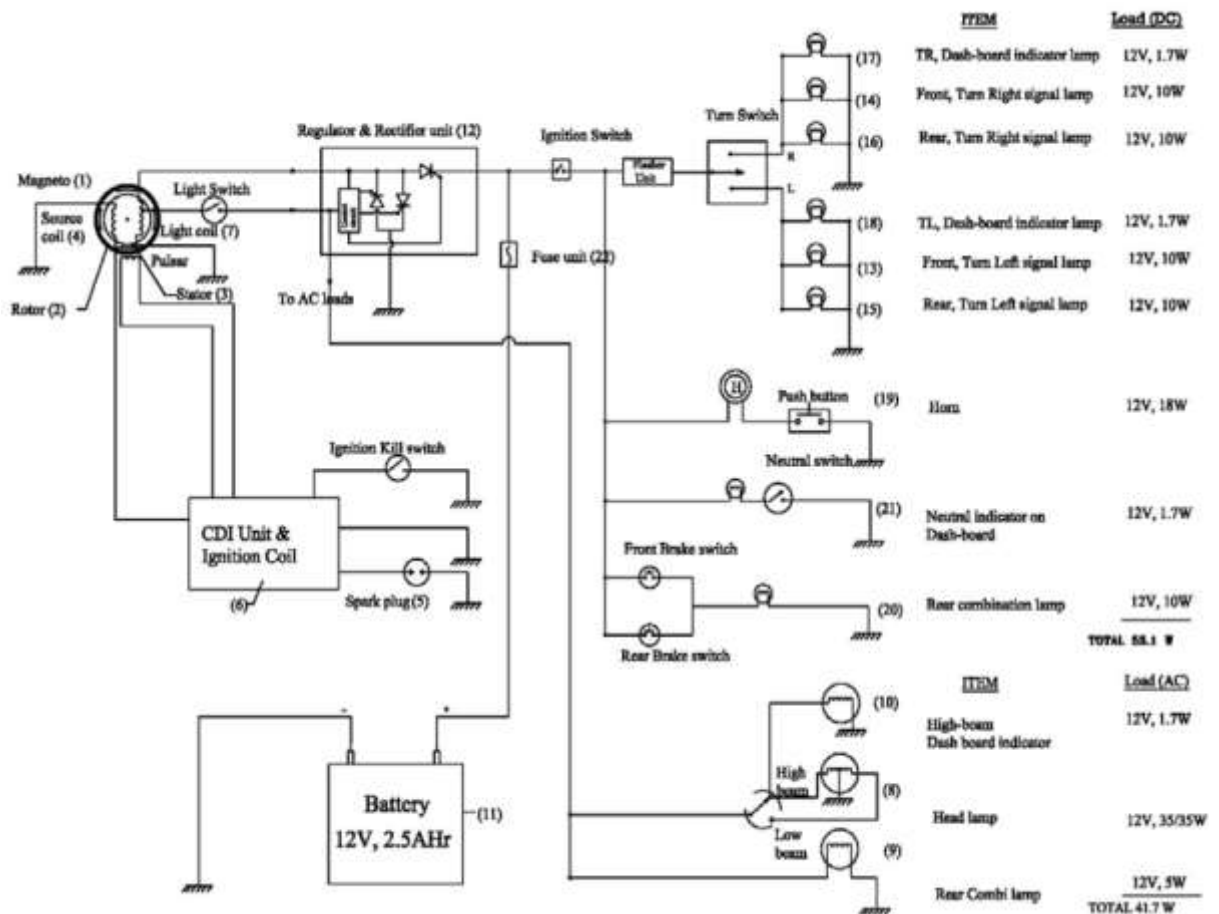 ITEM Load (DC)
(17) TR, Dash-board indicator lamp 12V, 1.7W
(14) Front, Turn Right signal lamp 12V, 10W
Turn Switch
(16) Rear, Turn Right signal lamp 12V, 10W
Regulator & Rectifier unit (12)
Ignition Switch
R
Unit
L
Magneto (1)
Light Switch
Source
coil (4)
Light coil (7)
(18) TL, Dash-board indicator lamp 12V, 1.7W
Pulsar
Fuse unit (22)
(13) Front, Turn Left signal lamp 12V, 10W
Stator (3)
To AC loads
Rotor (2)
(15) Rear, Turn Left signal lamp 12V, 10W
H
Push button
(19) Horn 12V, 18W
Ignition Kill switch
Neutral switch
(21) Neutral indicator on
Dash-board
12V, 1.7W
CDI Unit &
Ignition Coil
Front Brake switch
(6)
Spark plug (5)
(20) Rear combination lamp 12V, 10W
Rear Brake switch
TOTAL W
ITEM Load (AC)
(10) High-beam
Dash board indicator
12V, 1.7W
- +
Battery
12V, 2.5AHr
(11)
High
beam
(8) Head lamp 12V, 35/35W
Low
beam
(9) Rear Combi lamp 12V, 5W
TOTAL 41.7 W